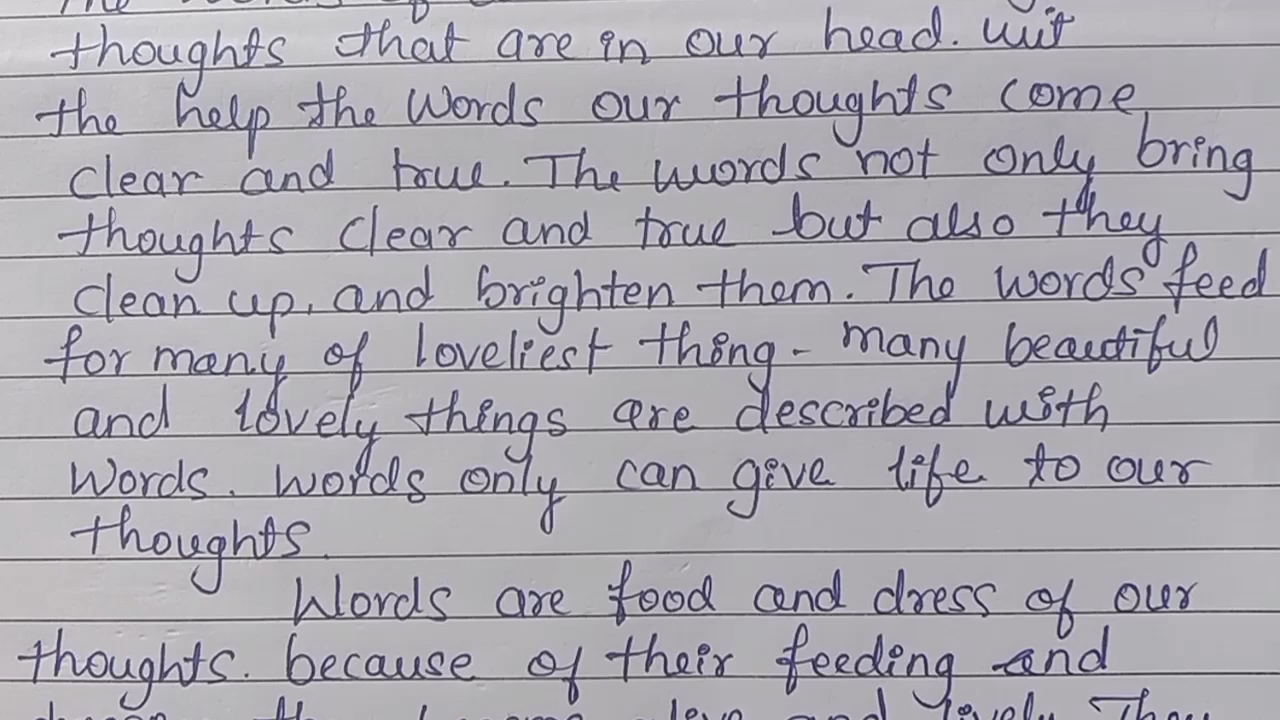 thoughts that are in our head. wit
the help the words our thoughts come
clear and true. The words not only bring
thoughts clear and true but also they
clean up, and brighten them. The words feed
for many of loveliest thing - many beautiful
and lovely things are described with
words. words only can give life to our
thoughts.
Words are food and dress of our
thoughts. because of their feeding and
and lovely They